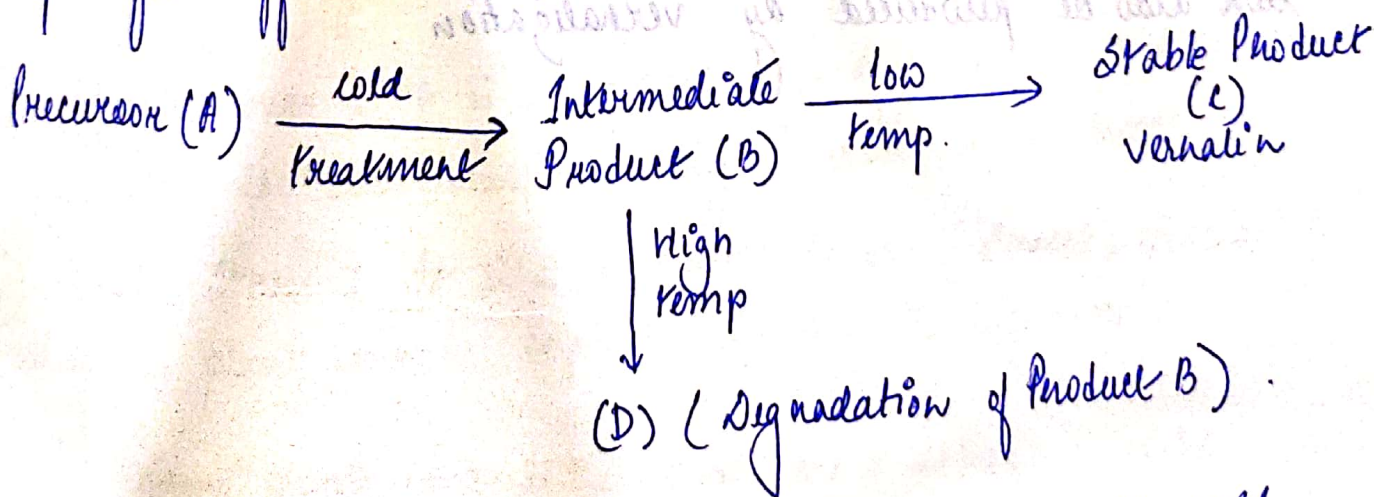 Precursor (A) cold treatment Intermediate Product (B) low temp. Stable Product (C) Vernalin
High
temp
(D) (Degradation of Product B).